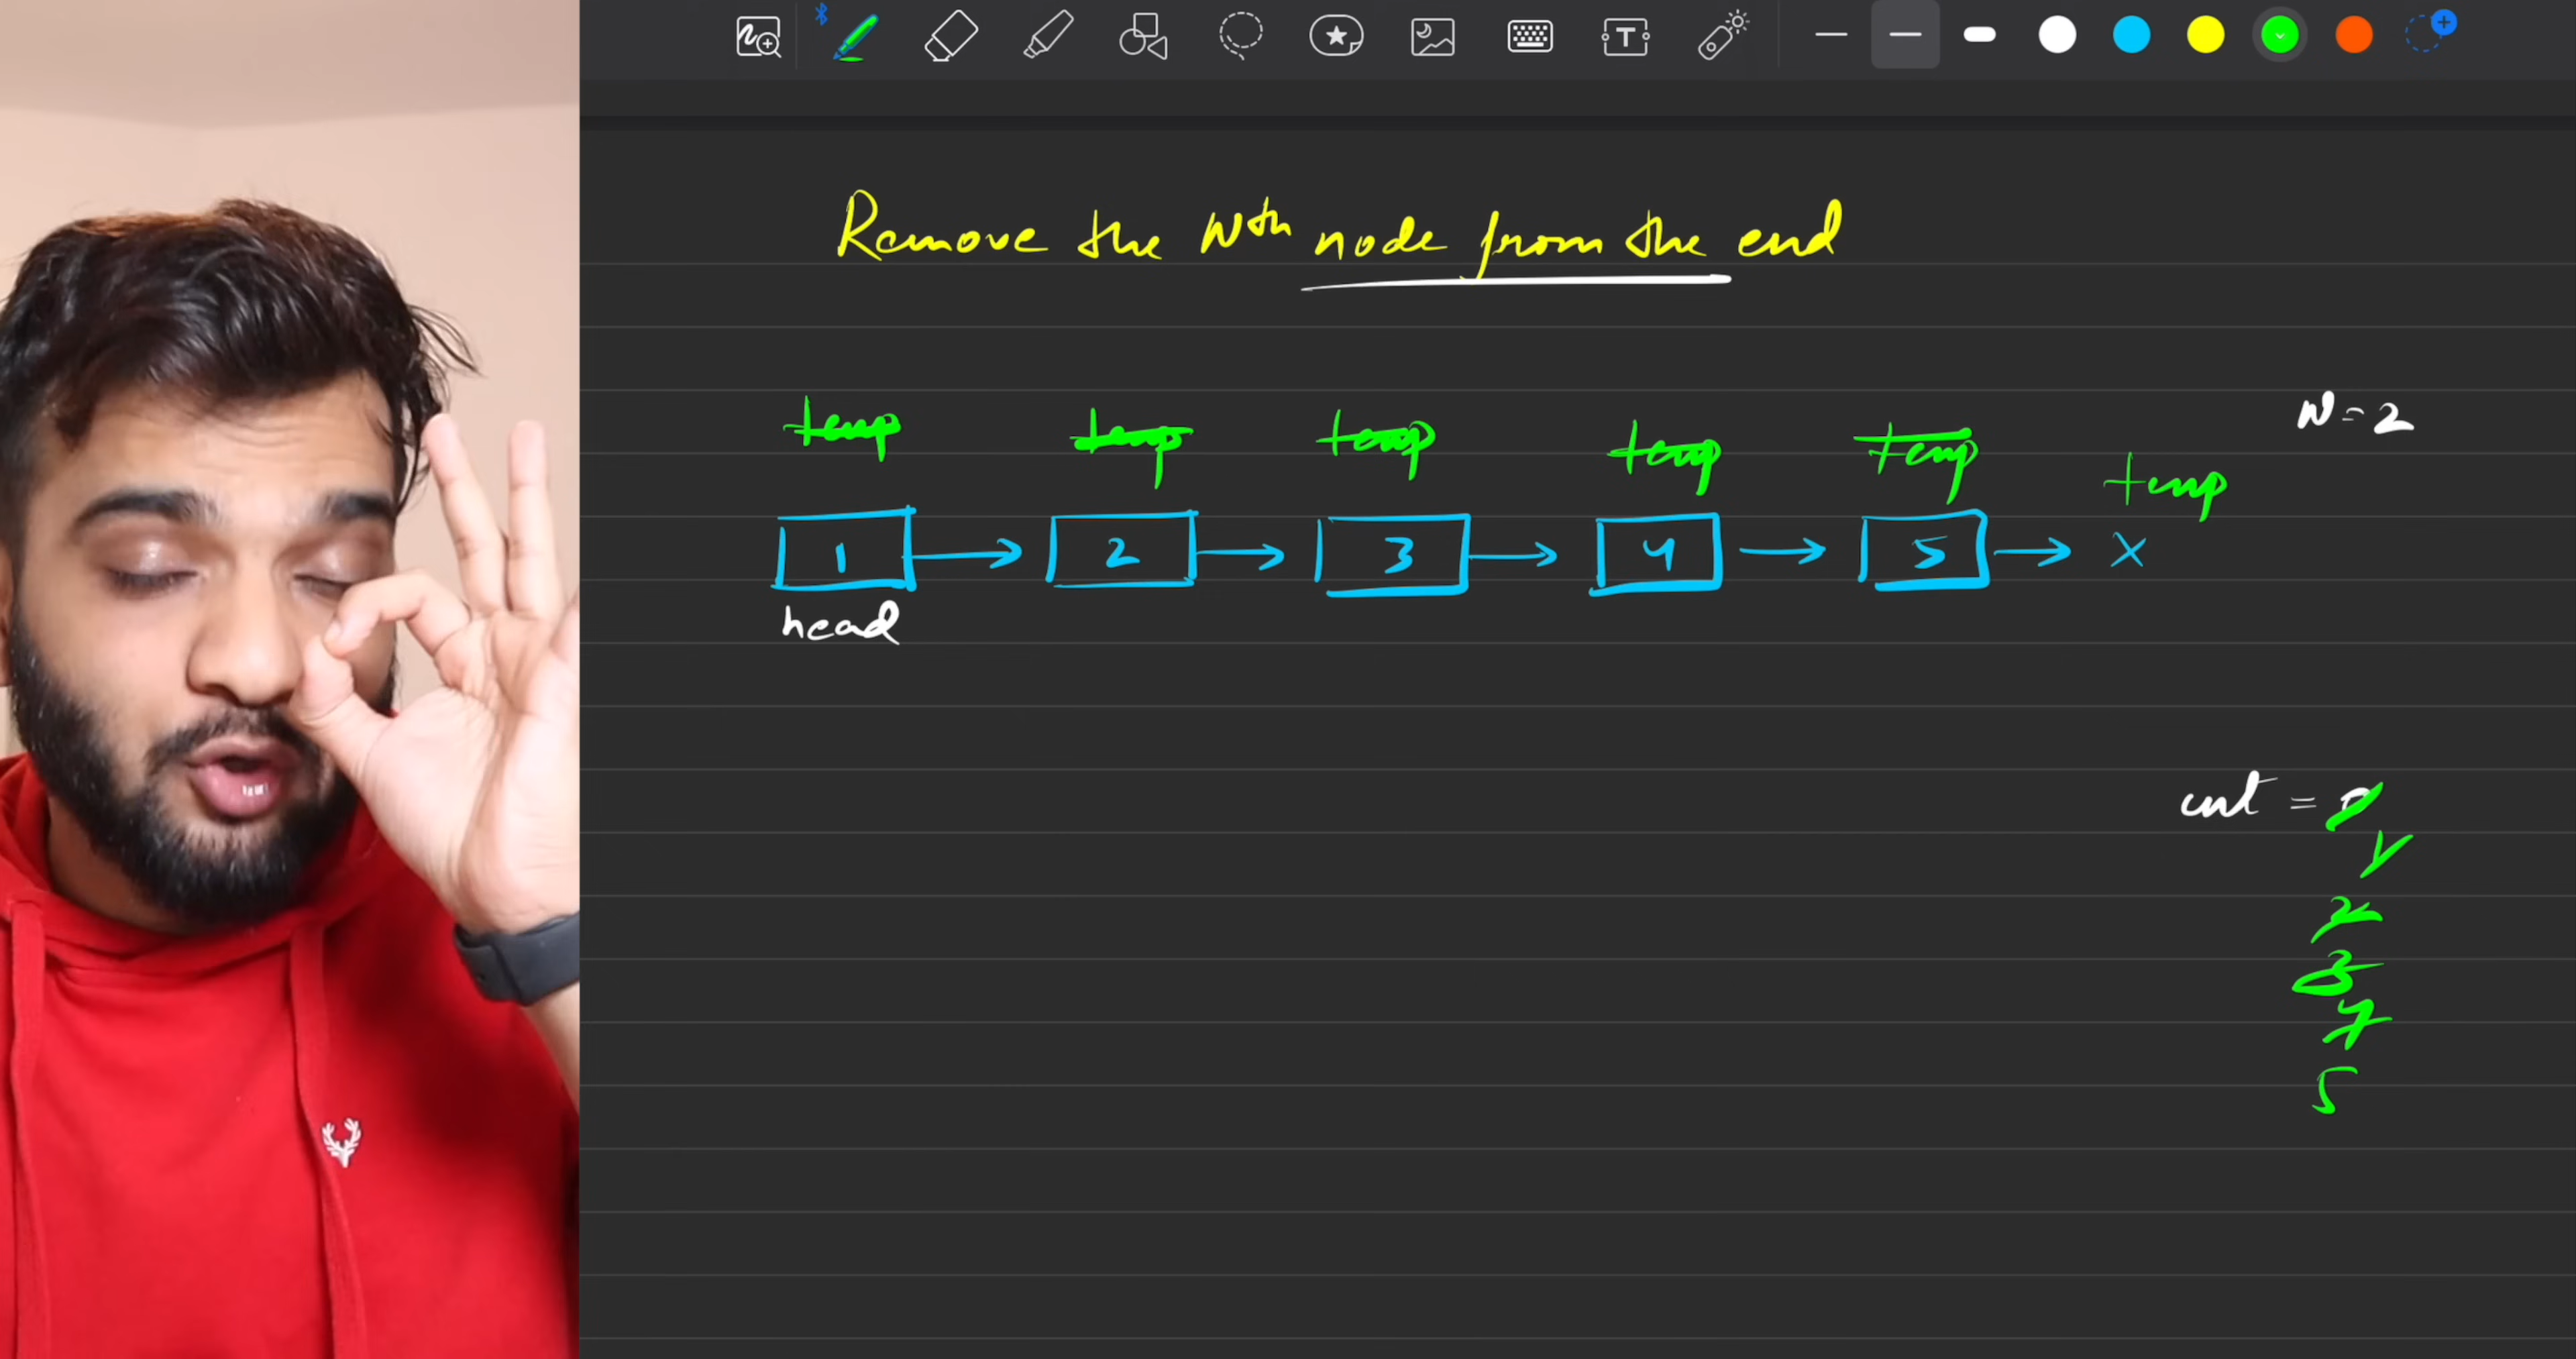 Remove the Nth node from the end
N = 2
temp temp temp temp temp temp
1 → 2 → 3 → 4 → 5 → X
head
cnt = 0
1
2
3
4
5